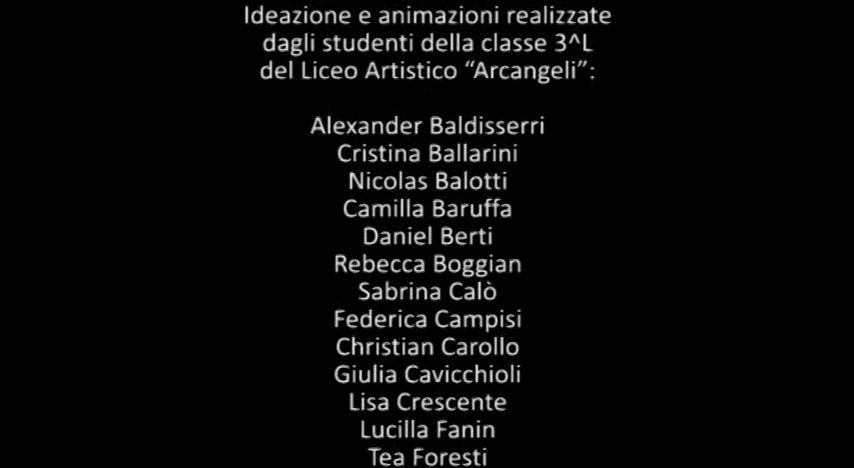 Ideazione e animazioni realizzate
dagli studenti della classe 3^L
del Liceo Artistico “Arcangeli”:
Alexander Baldisserri
Cristina Ballarini
Nicolas Balotti
Camilla Baruffa
Daniel Berti
Rebecca Boggian
Sabrina Calò
Federica Campisi
Christian Carollo
Giulia Cavicchioli
Lisa Crescente
Lucilla Fanin
Tea Foresti